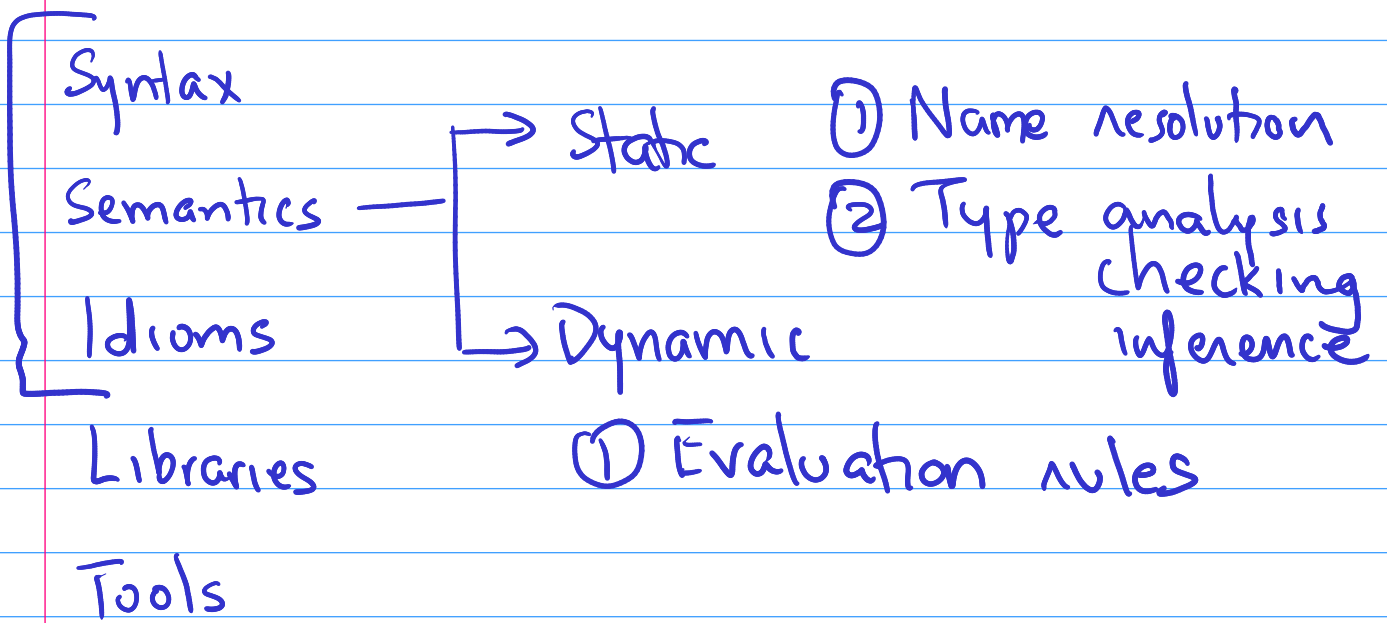 Syntax
Static ① Name resolution
Semantics ② Type analysis
checking
Idioms Dynamic inference
Libraries ① Evaluation rules
Tools